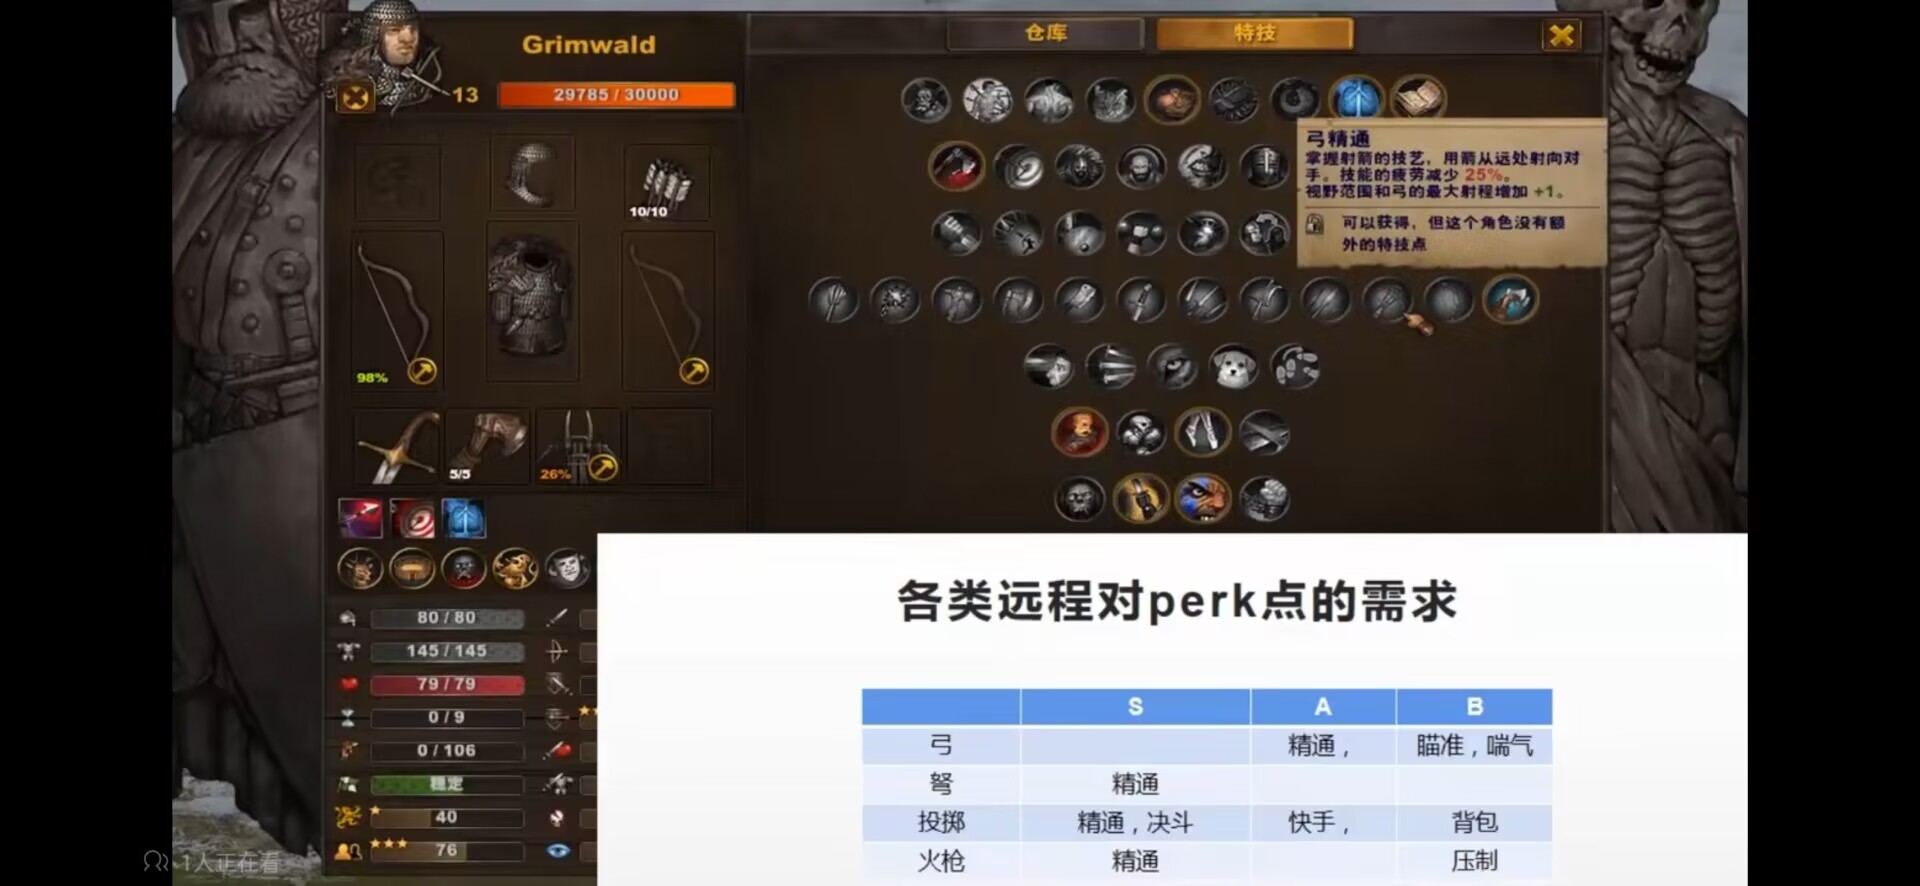 Grimwald
仓库
特技
13
29785 / 30000
弓精通
掌握射箭的技艺，用箭从远处射向对
手。技能的疲劳减少 25%。
视野范围和弓的最大射程增加 +1。
可以获得，但这个角色没有额
外的特技点
10/10
98%
5/5
26%
80 / 80
145 / 145
79 / 79
0 / 9
0 / 106
稳定
40
76
1人正在看
各类远程对perk点的需求
S A B
弓 精通， 瞄准，喘气
弩 精通
投掷 精通，决斗 快手， 背包
火枪 精通 压制